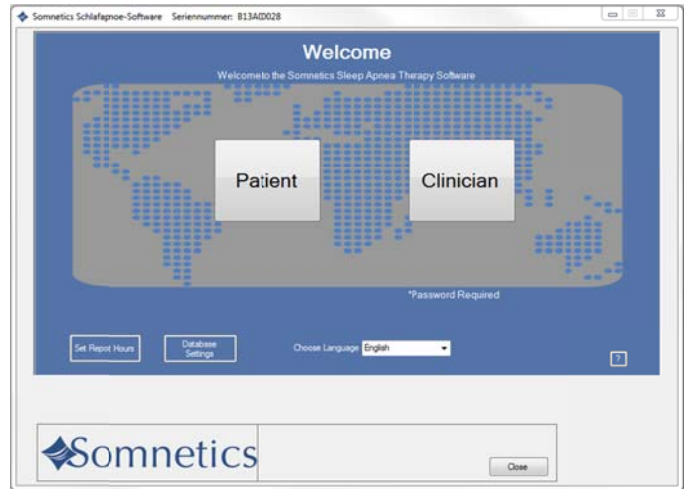 Somnetics Schlafapnoe-Software Seriennummer: B13AD0028
Welcome
Welcometo the Somnetics Sleep Apnea Therapy Software
Patient
Clinician
*Password Required
Set Repot Hours
Database
Settings
Choose Language English
?
Somnetics
Close